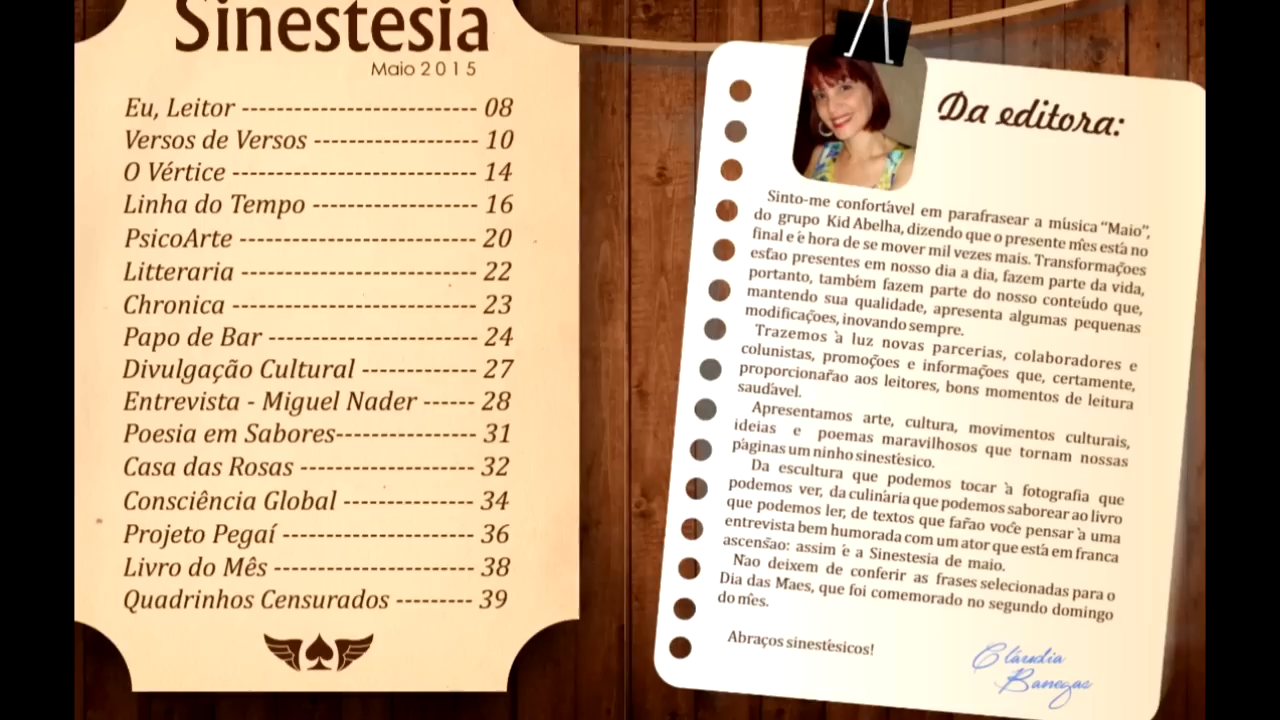 Sinestesia
Maio 2015
Eu, Leitor ------------------------- 08
Versos de Versos ----------------- 10
O Vértice -------------------------- 14
Linha do Tempo ----------------- 16
PsicoArte ------------------------- 20
Litteraria -------------------------- 22
Chronica -------------------------- 23
Papo de Bar ---------------------- 24
Divulgação Cultural ------------ 27
Entrevista - Miguel Nader ------ 28
Poesia em Sabores--------------- 31
Casa das Rosas ------------------- 32
Consciência Global -------------- 34
Projeto Pegaí --------------------- 36
Livro do Mês ---------------------- 38
Quadrinhos Censurados --------- 39
Da editora:
Sinto-me confortável em parafrasear a música "Maio",
do grupo Kid Abelha, dizendo que o presente mês está no
final e é hora de se mover mil vezes mais. Transformações
estão presentes em nosso dia a dia, fazem parte da vida,
portanto, também fazem parte do nosso conteúdo que,
mantendo sua qualidade, apresenta algumas pequenas
modificações, inovando sempre.
Trazemos à luz novas parcerias, colaboradores e
colunistas, promoções e informações que, certamente,
proporcionarão aos leitores, bons momentos de leitura
saudável.
Apresentamos arte, cultura, movimentos culturais,
ideias e poemas maravilhosos que tornam nossas
páginas um ninho sinestésico.
Da escultura que podemos tocar à fotografia que
podemos ver, da culinária que podemos saborear ao livro
que podemos ler, de textos que farão você pensar à uma
entrevista bem humorada com um ator que está em franca
ascensão: assim é a Sinestesia de maio.
Não deixem de conferir as frases selecionadas para o
Dia das Mães, que foi comemorado no segundo domingo
do mês.
Abraços sinestésicos!
Cláudia
Banegas